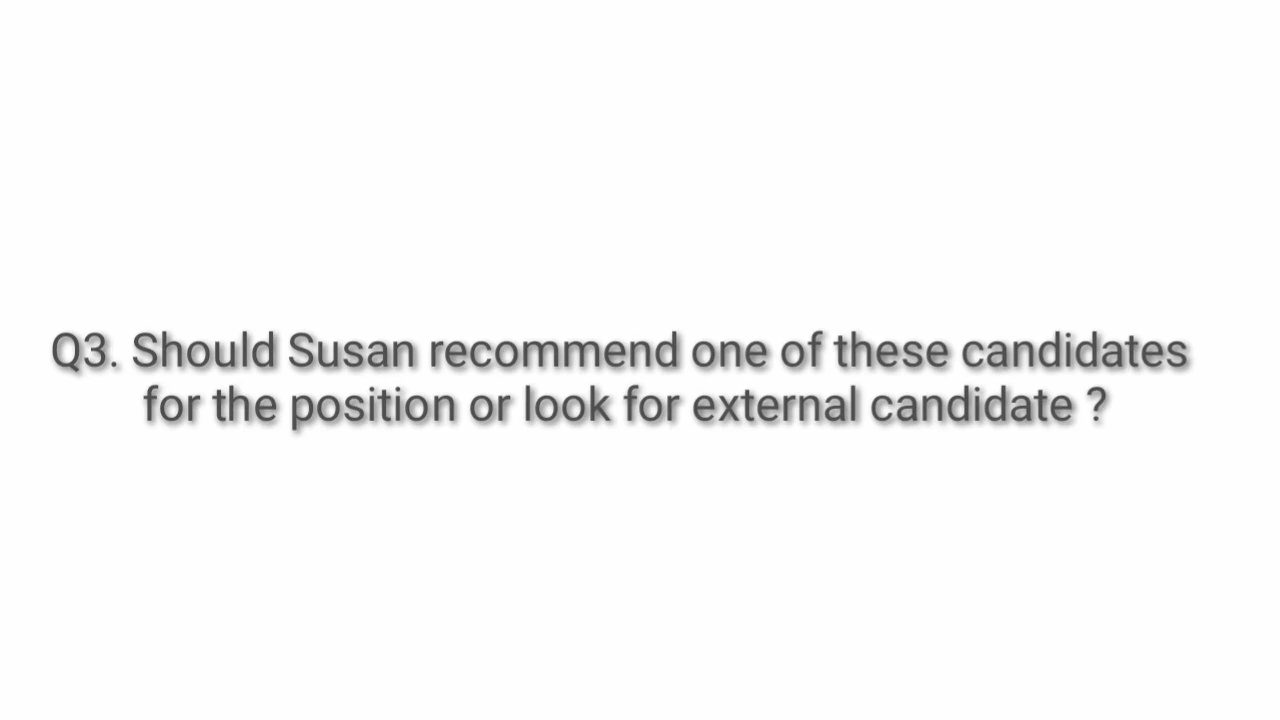 Q3. Should Susan recommend one of these candidates
for the position or look for external candidate ?